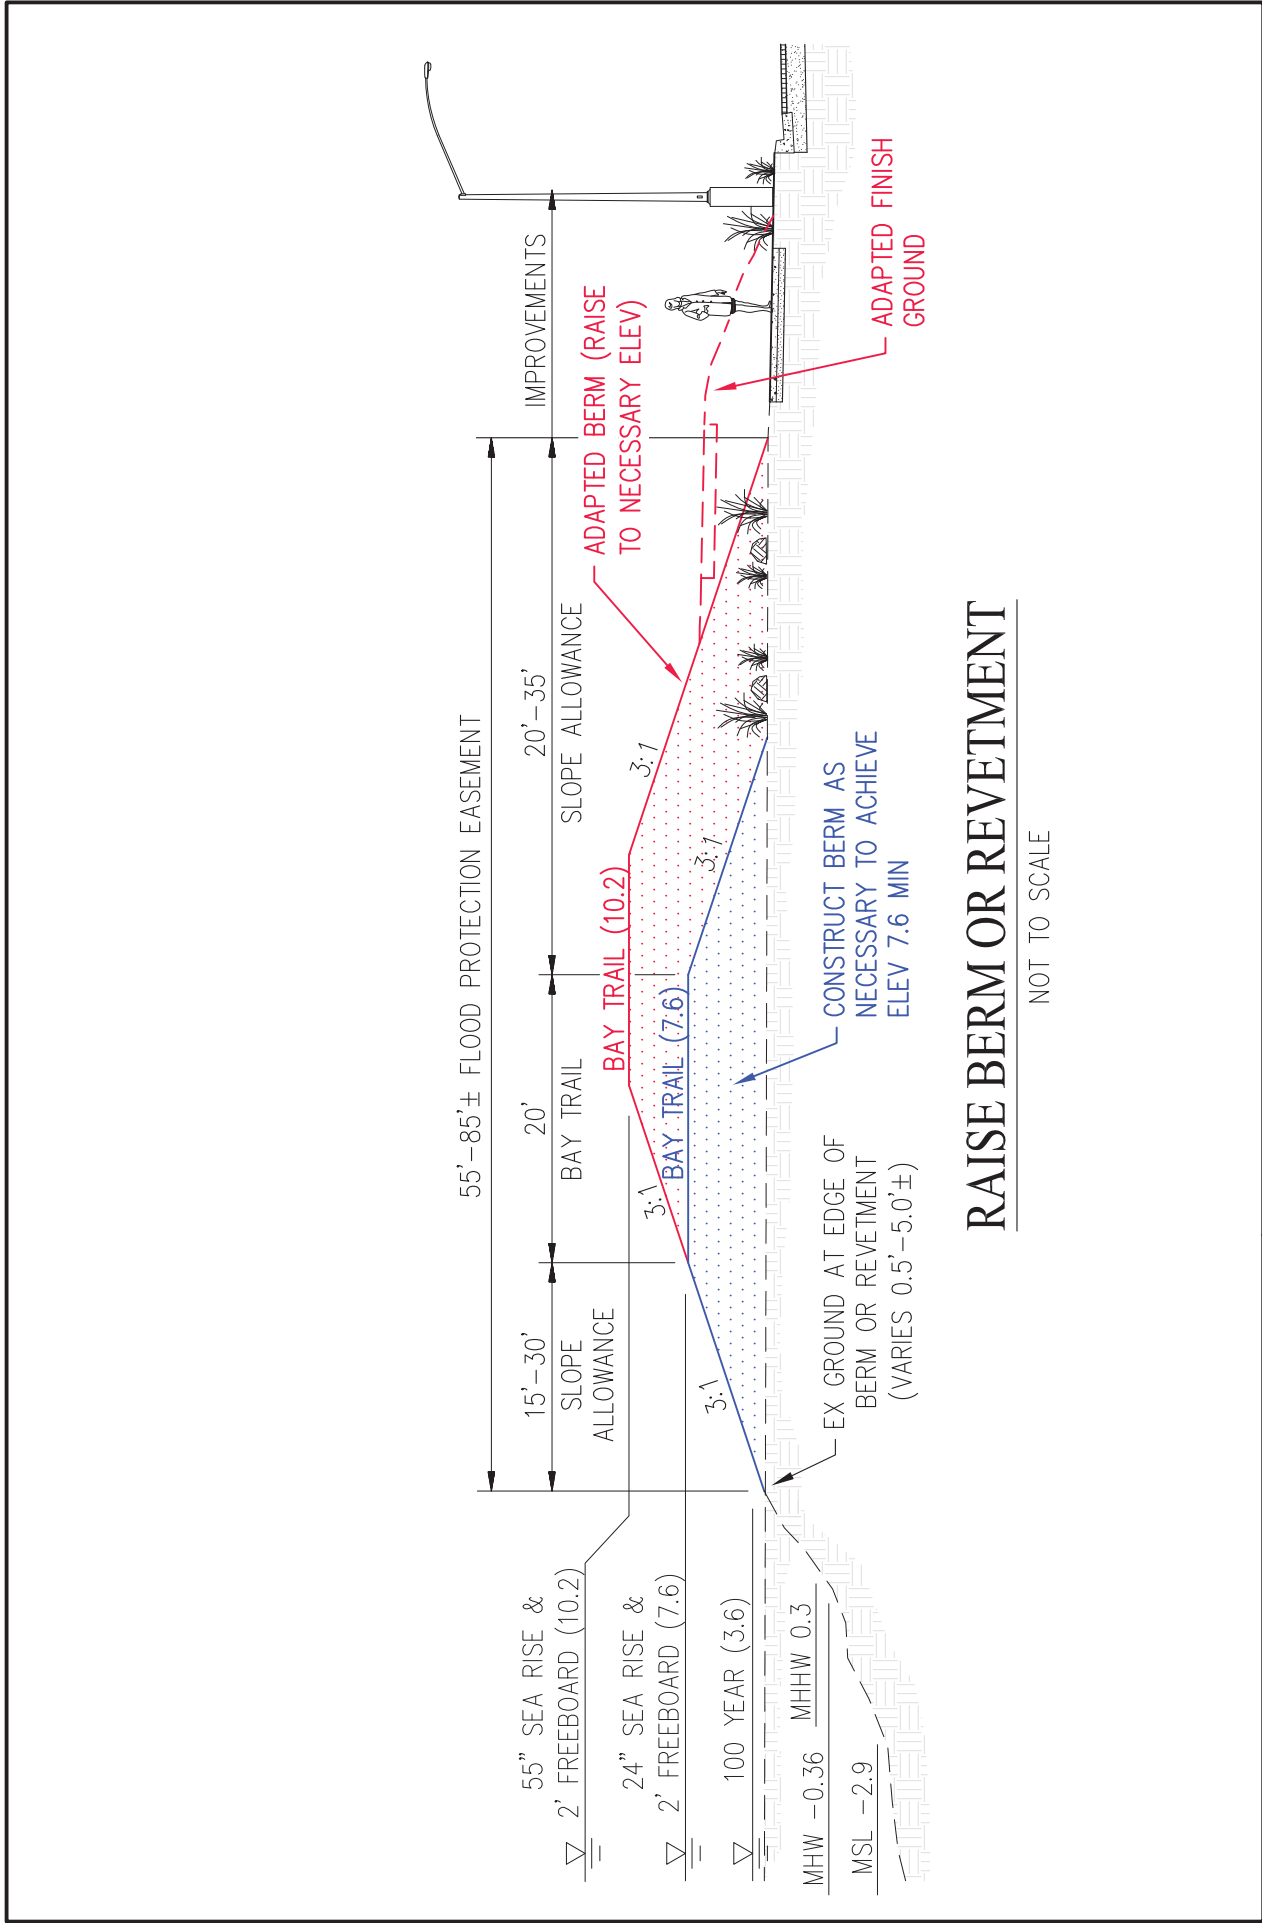 55'-85'± FLOOD PROTECTION EASEMENT
15'-30'
SLOPE
ALLOWANCE
20'
BAY TRAIL
20'-35'
SLOPE ALLOWANCE
IMPROVEMENTS
55" SEA RISE &
2' FREEBOARD (10.2)
24" SEA RISE &
2' FREEBOARD (7.6)
100 YEAR (3.6)
MHHW 0.3
MHW -0.36
MSL -2.9
BAY TRAIL (10.2)
BAY TRAIL (7.6)
3:1
3:1
3:1
3:1
ADAPTED BERM (RAISE
TO NECESSARY ELEV)
ADAPTED FINISH
GROUND
CONSTRUCT BERM AS
NECESSARY TO ACHIEVE
ELEV 7.6 MIN
EX GROUND AT EDGE OF
BERM OR REVETMENT
(VARIES 0.5'-5.0'±)
RAISE BERM OR REVETMENT
NOT TO SCALE